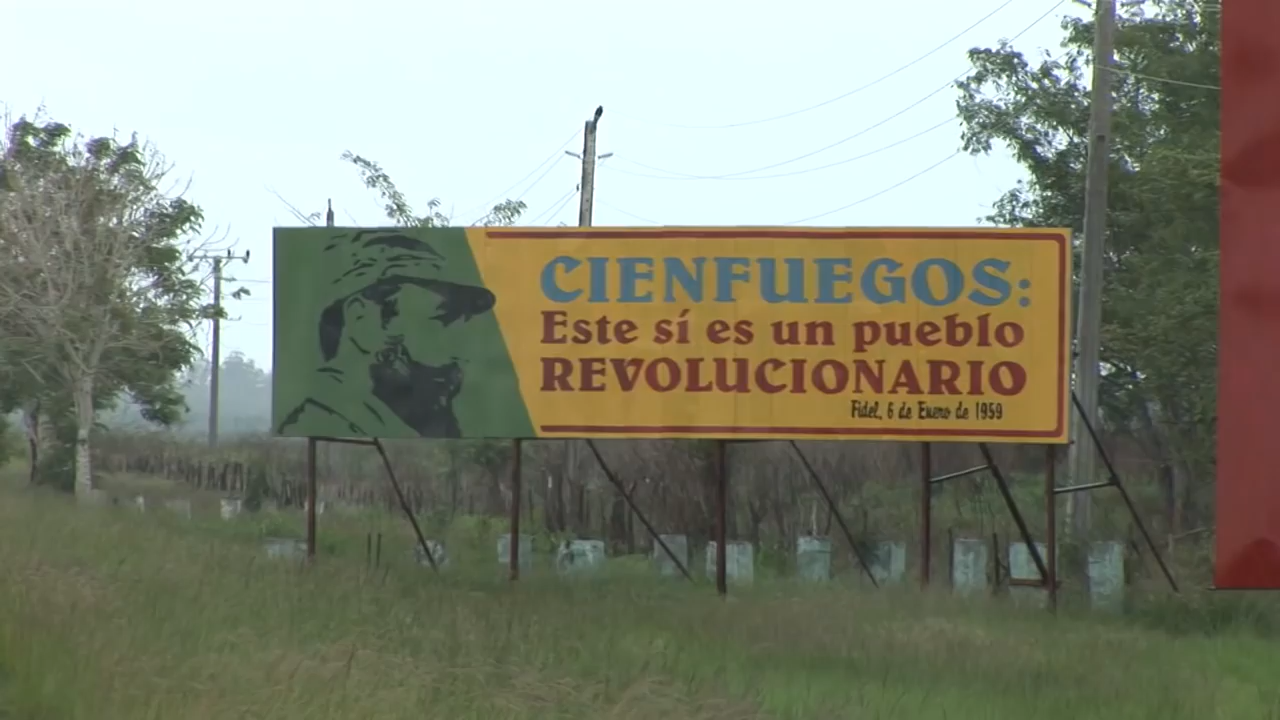 CIENFUEGOS:
Este sí es un pueblo
REVOLUCIONARIO
Fidel, 6 de Enero de 1959